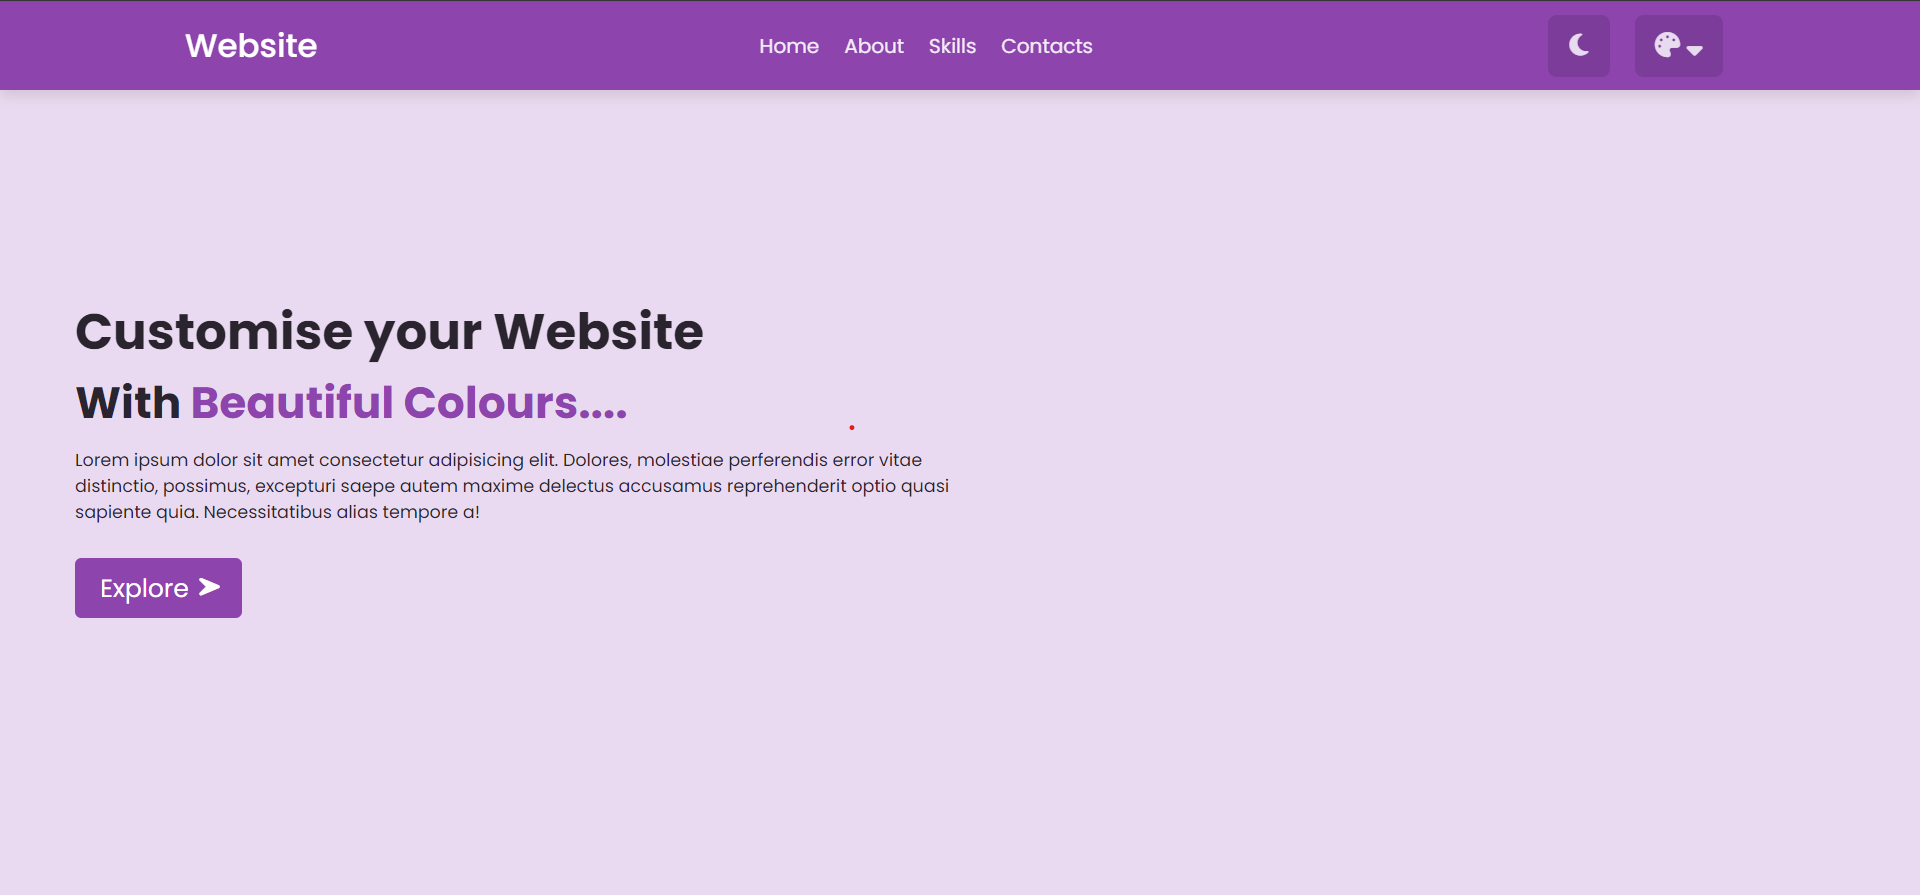 Website
Home About Skills Contacts
Customise your Website
With Beautiful Colours....
Lorem ipsum dolor sit amet consectetur adipisicing elit. Dolores, molestiae perferendis error vitae
distinctio, possimus, excepturi saepe autem maxime delectus accusamus reprehenderit optio quasi
sapiente quia. Necessitatibus alias tempore a!
Explore